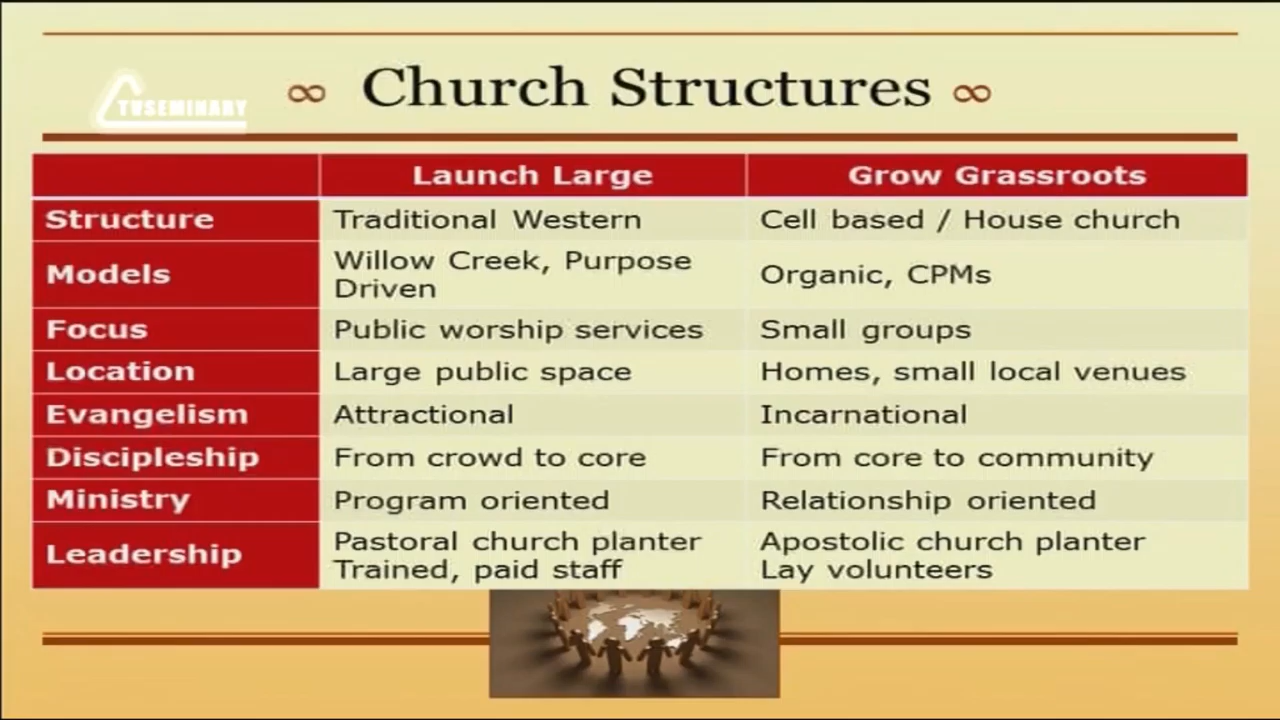 TVSEMINARY
∞ Church Structures ∞
Launch Large Grow Grassroots
Structure Traditional Western Cell based / House church
Models Willow Creek, Purpose Driven Organic, CPMs
Focus Public worship services Small groups
Location Large public space Homes, small local venues
Evangelism Attractional Incarnational
Discipleship From crowd to core From core to community
Ministry Program oriented Relationship oriented
Leadership Pastoral church planter Apostolic church planter
Trained, paid staff Lay volunteers